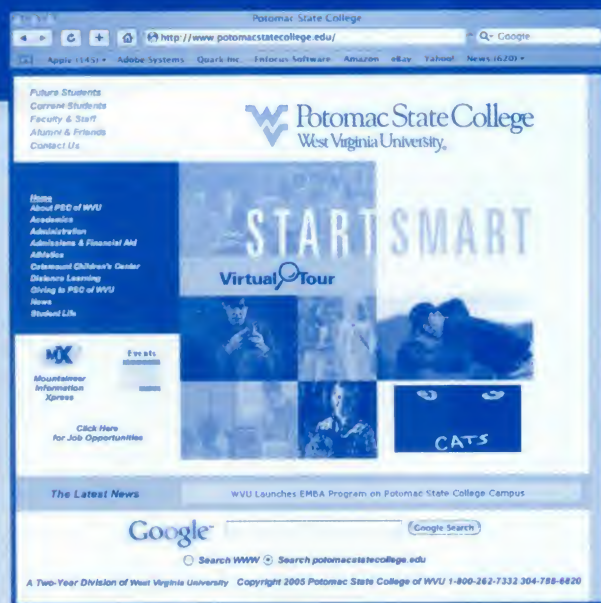 Potomac State College
http://www.potomacstatecollege.edu/
Q- Google
Apple (145) Adobe Systems Quark Inc. Enfocus Software Amazon eBay Yahoo! News (620)
Future Students
Current Students
Faculty & Staff
Alumni & Friends
Contact Us
WV Potomac State College
West Virginia University®
Home
About PSC of WVU
Academics
Administration
Admissions & Financial Aid
Athletics
Catamount Children's Center
Distance Learning
Giving to PSC of WVU
News
Student Life
START SMART
Virtual Tour
MIX
Events
Mountaineer
Information
Xpress
Click Here
for Job Opportunities
CATS
The Latest News
WVU Launches EMBA Program on Potomac State College Campus
Google™
Google Search
Search WWW Search potomacstatecollege.edu
A Two-Year Division of West Virginia University Copyright 2005 Potomac State College of WVU 1-800-262-7332 304-788-6820